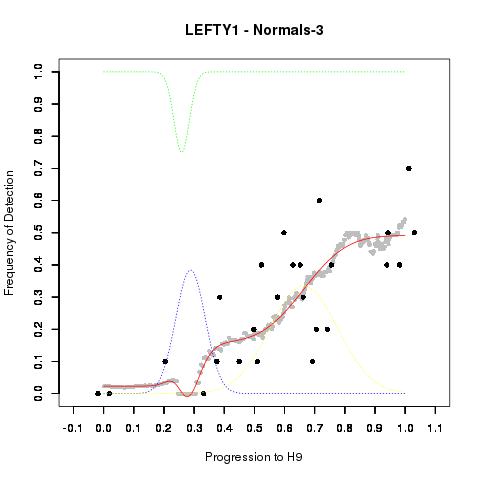 LEFTY1 - Normals-3
Frequency of Detection
1.0
0.9
0.8
0.7
0.6
0.5
0.4
0.3
0.2
0.1
0.0
-0.1 0.0 0.1 0.2 0.3 0.4 0.5 0.6 0.7 0.8 0.9 1.0 1.1
Progression to H9